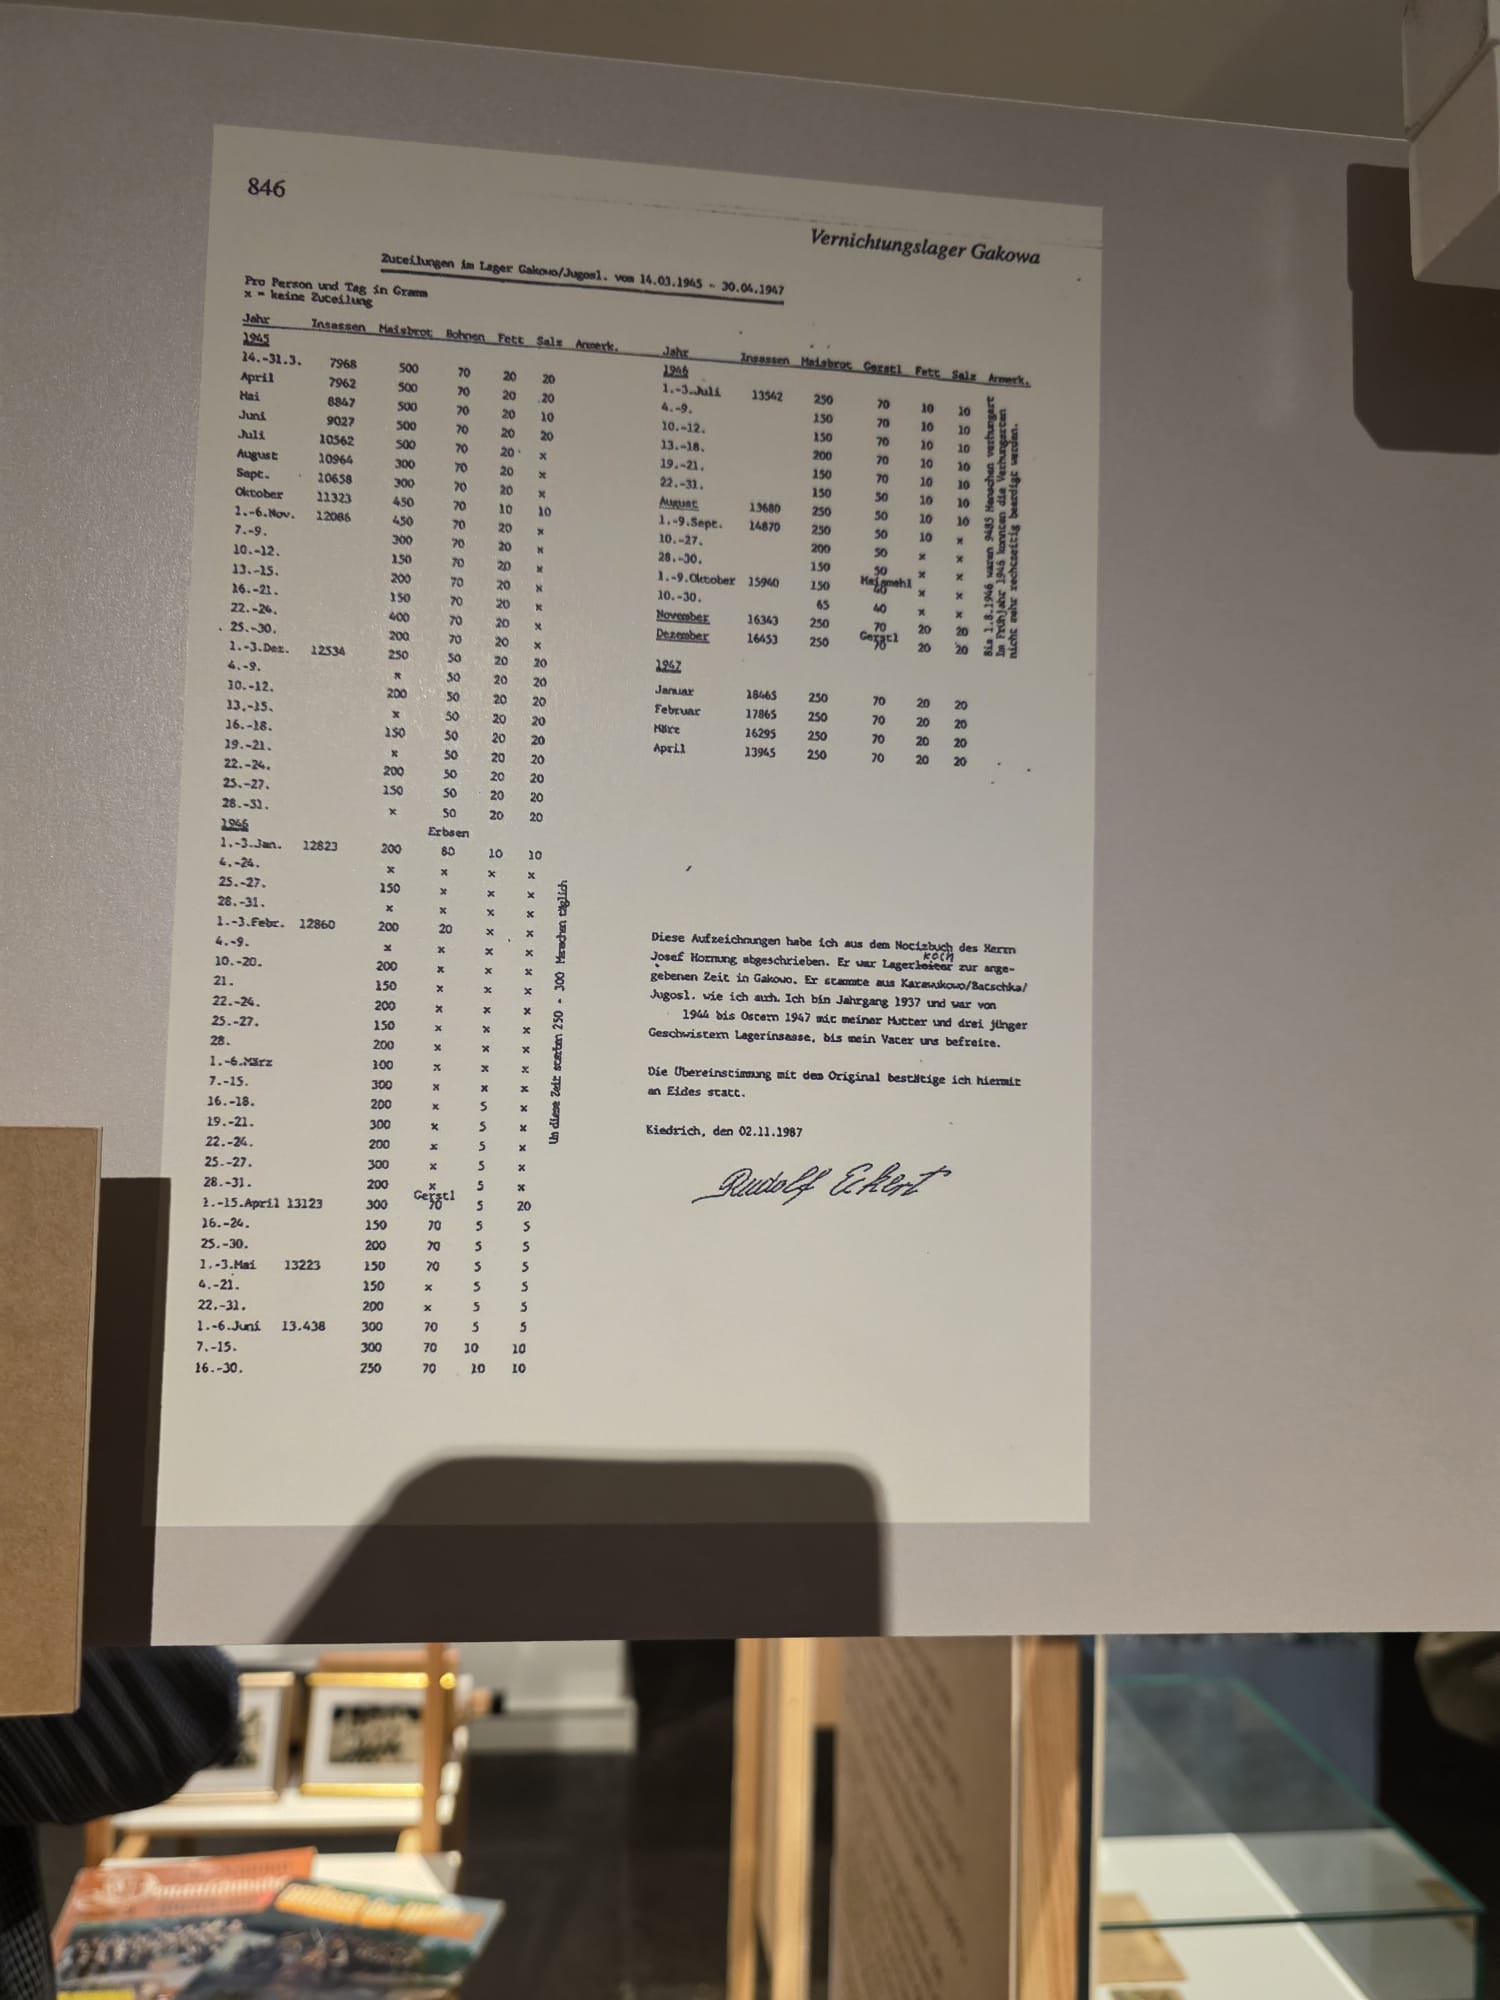 846
Vernichtungslager Gakowa
Zuteilungen im Lager Gakowo/Jugosl. vom 14.03.1945 - 30.04.1947
Pro Person und Tag in Gramm
x = keine Zuteilung
Jahr Insassen Maisbrot Bohnen Fett Salz Anmerk.
1945
14.-31.3. 7968 500 70 20 20
April 7962 500 70 20 20
Mai 8847 500 70 20 10
Juni 9027 500 70 20 20
Juli 10562 500 70 20 x
August 10964 300 70 20 x
Sept. 10658 300 70 20 x
Oktober 11323 450 70 10 10
1.-6.Nov. 12086 450 70 20 x
7.-9. 300 70 20 x
10.-12. 150 70 20 x
13.-15. 200 70 20 x
16.-21. 150 70 20 x
22.-24. 400 70 20 x
25.-30. 200 70 20 x
1.-3.Dez. 12534 250 50 20 20
4.-9. x 50 20 20
10.-12. 200 50 20 20
13.-15. x 50 20 20
16.-18. 150 50 20 20
19.-21. x 50 20 20
22.-24. 200 50 20 20
25.-27. 150 50 20 20
28.-31. x 50 20 20
1946 Erbsen
1.-3.Jan. 12823 200 80 10 10
4.-24. x x x x
25.-27. 150 x x x
28.-31. x x x x
1.-3.Febr. 12860 200 20 x x
4.-9. x x x x
10.-20. 200 x x x
21. 150 x x x
22.-24. 200 x x x
25.-27. 150 x x x
28. 200 x x x
1.-6.März 100 x x x
7.-15. 300 x x x
16.-18. 200 x 5 x
19.-21. 300 x 5 x
22.-24. 200 x 5 x
25.-27. 300 x 5 x
28.-31. 200 x 5 x
Gerstl
1.-15.April 13123 300 70 5 20
16.-24. 150 70 5 5
25.-30. 200 70 5 5
1.-3.Mai 13223 150 70 5 5
4.-21. 150 x 5 5
22.-31. 200 x 5 5
1.-6.Juni 13.438 300 70 5 5
7.-15. 300 70 10 10
16.-30. 250 70 10 10
Um diese Zeit starben 250 - 300 Menschen täglich
Jahr Insassen Maisbrot Gerstl Fett Salz Anmerk.
1946
1.-3.Juli 13542 250 70 10 10
4.-9. 150 70 10 10
10.-12. 150 70 10 10
13.-18. 200 70 10 10
19.-21. 150 70 10 10
22.-31. 150 50 10 10
August 13680 250 50 10 10
1.-9.Sept. 14870 250 50 10 x
10.-27. 200 50 x x
28.-30. 150 50 x x
Maismehl
1.-9.Oktober 15940 150 40 x x
10.-30. 65 40 x x
November 16343 250 70 20 20
Gerstl
Dezember 16453 250 70 20 20
1947
Januar 18465 250 70 20 20
Februar 17865 250 70 20 20
März 16295 250 70 20 20
April 13945 250 70 20 20
Bis 1.8.1946 waren 9485 Menschen verhungert
Im Frühjahr 1946 konnten die Verhungerten
nicht mehr rechtzeitig beerdigt werden.
Diese Aufzeichnungen habe ich aus dem Notizbuch des Herrn
koch
Josef Hornung abgeschrieben. Er war Lagerleiter zur ange-
gebenen Zeit in Gakowo. Er stammte aus Karawukowo/Batschka/
Jugosl. wie ich auch. Ich bin Jahrgang 1937 und war von
1944 bis Ostern 1947 mit meiner Mutter und drei jünger
Geschwistern Lagerinsasse, bis mein Vater uns befreite.
Die Übereinstimmung mit dem Original bestätige ich hiermit
an Eides statt.
Kiedrich, den 02.11.1987
Rudolf Eckert